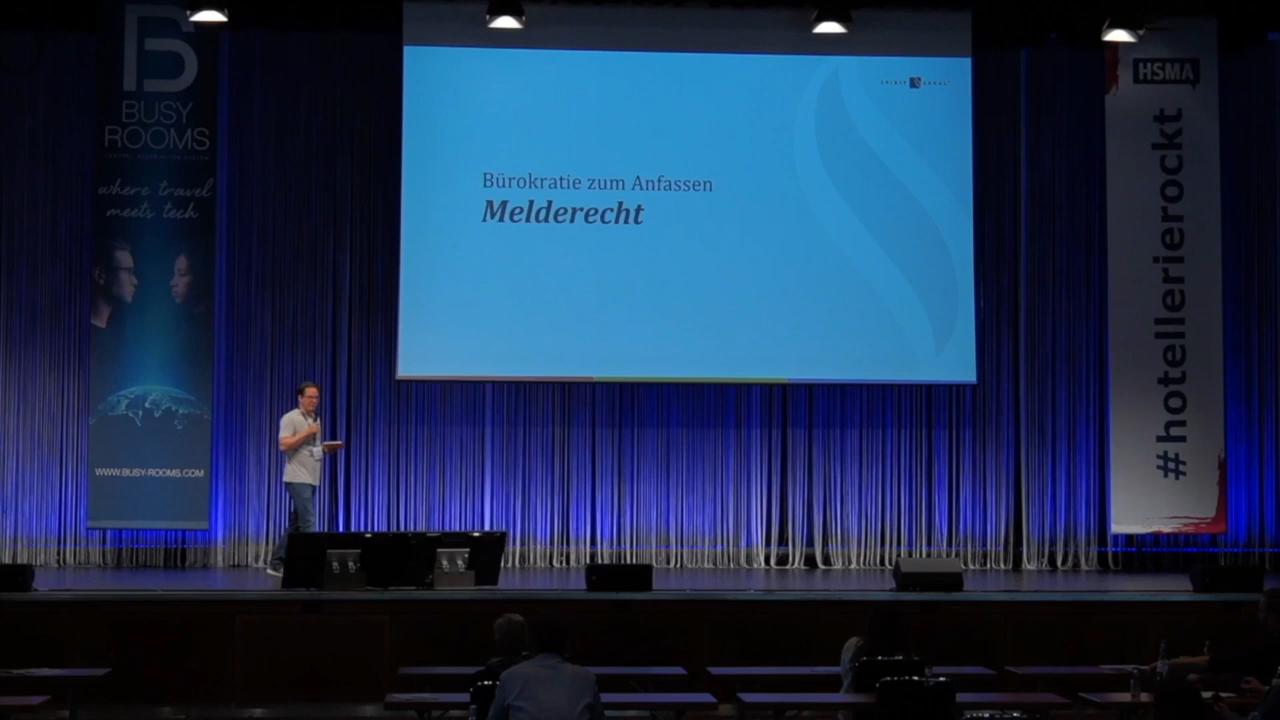 BUSY
ROOMS
where travel
meets tech
WWW.BUSY-ROOMS.COM
Bürokratie zum Anfassen
Melderecht
HSMA
#hotellerierockt